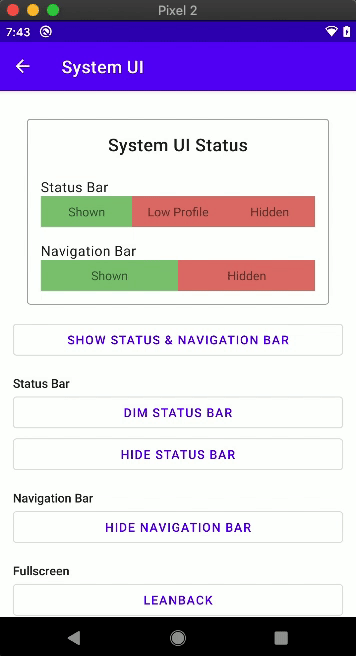 Pixel 2
7:43
System UI
System UI Status
Status Bar
Shown Low Profile Hidden
Navigation Bar
Shown Hidden
SHOW STATUS & NAVIGATION BAR
Status Bar
DIM STATUS BAR
HIDE STATUS BAR
Navigation Bar
HIDE NAVIGATION BAR
Fullscreen
LEANBACK